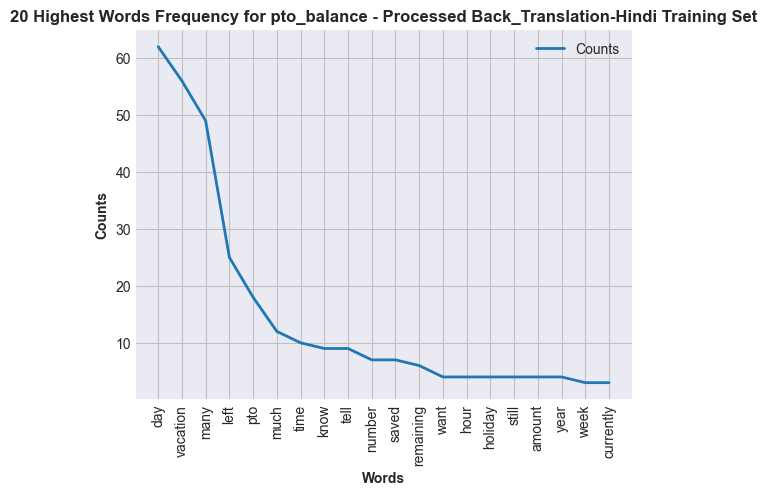 20 Highest Words Frequency for pto_balance - Processed Back_Translation-Hindi Training Set
Counts
60
50
40
30
20
10
Counts
day
vacation
many
left
pto
much
time
know
tell
number
saved
remaining
want
hour
holiday
still
amount
year
week
currently
Words